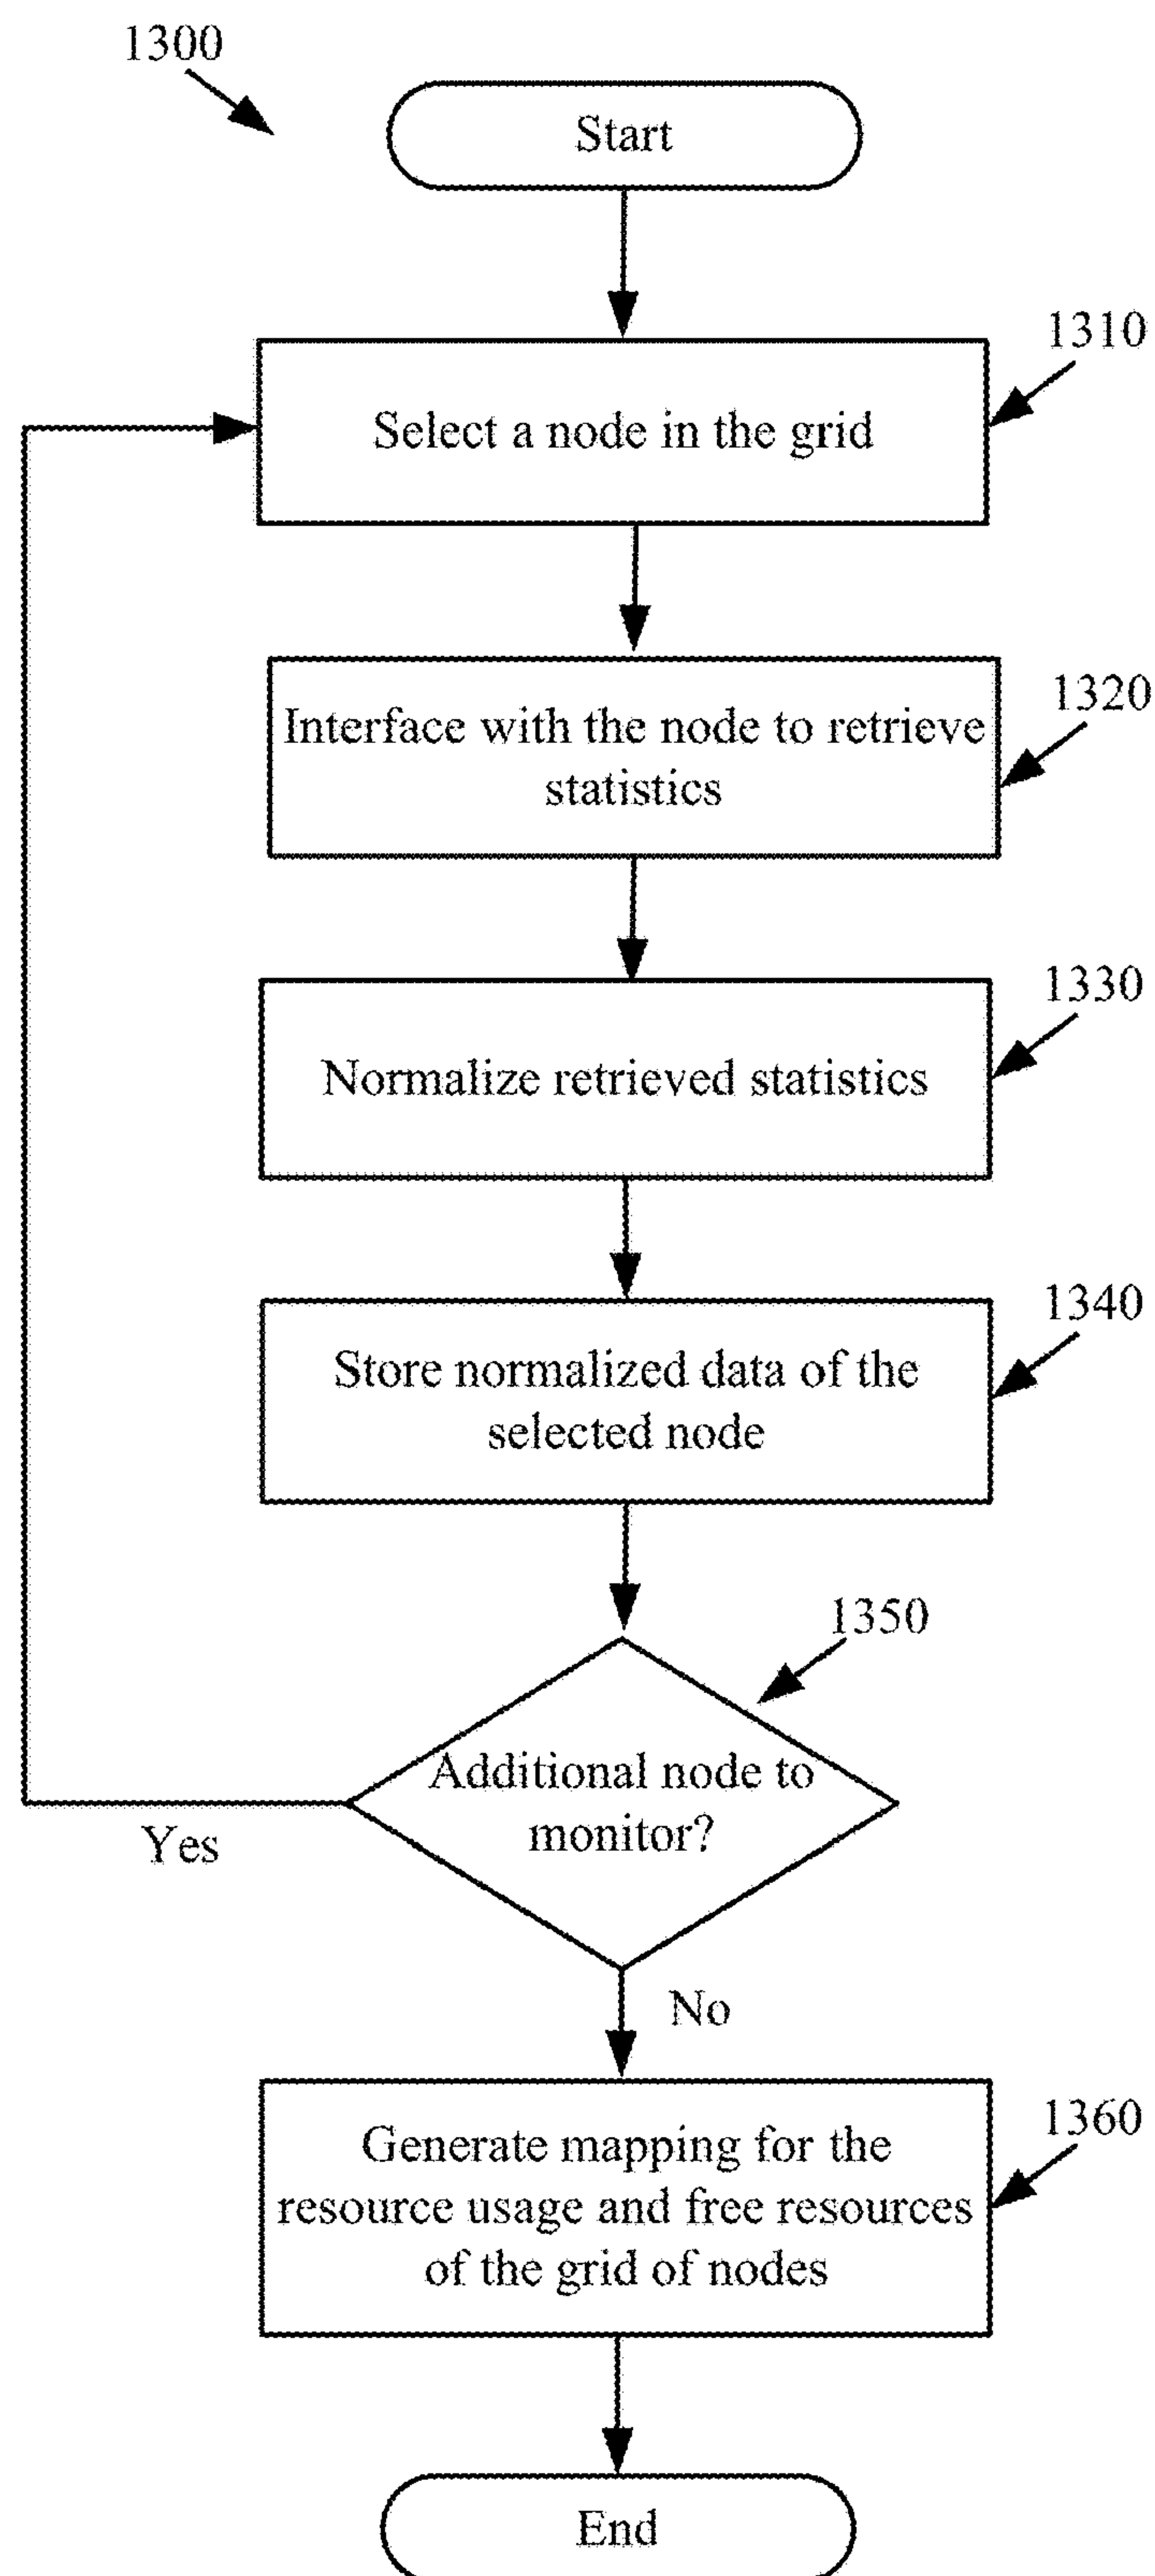 1300
Start
1310
Select a node in the grid
1320
Interface with the node to retrieve
statistics
1330
Normalize retrieved statistics
1340
Store normalized data of the
selected node
1350
Additional node to
monitor?
Yes
No
1360
Generate mapping for the
resource usage and free resources
of the grid of nodes
End